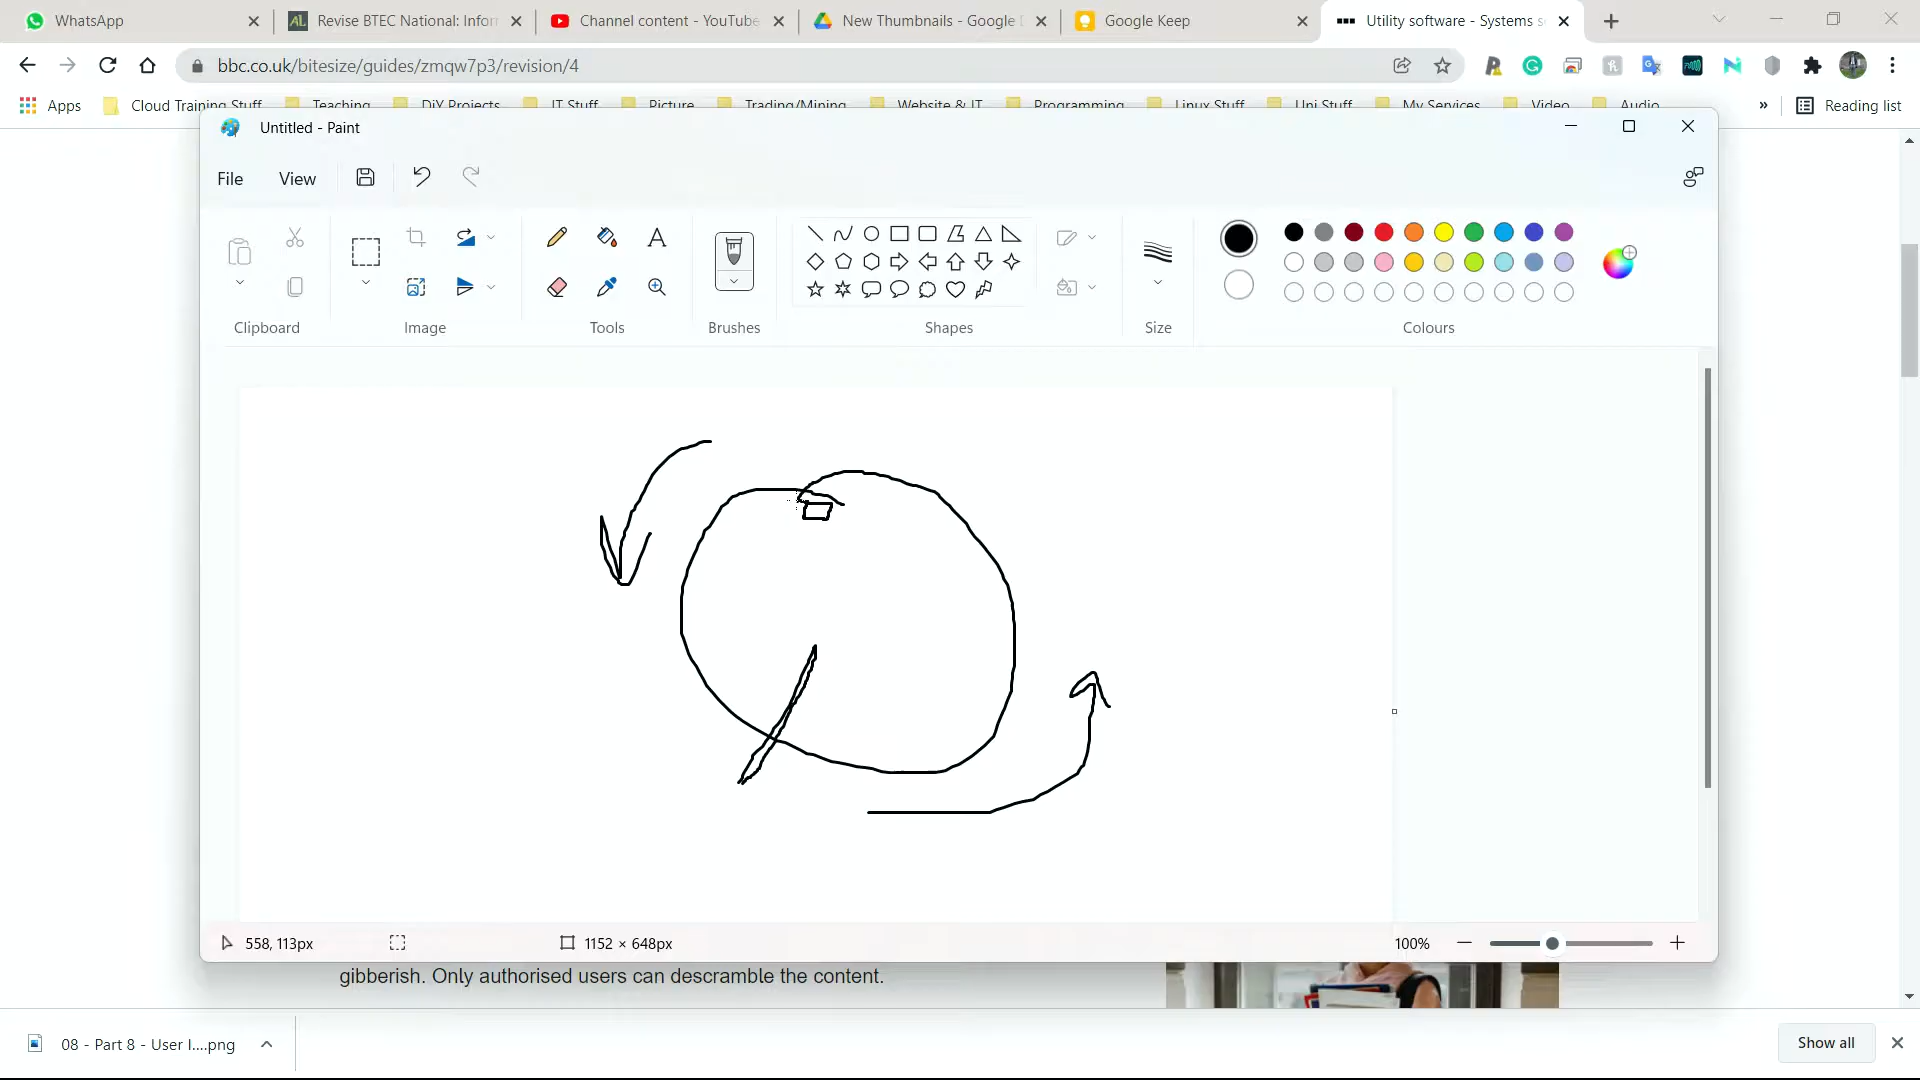 WhatsApp
Revise BTEC National: Inforn
Channel content - YouTube
New Thumbnails - Google D
Google Keep
Utility software - Systems so
bbc.co.uk/bitesize/guides/zmqw7p3/revision/4
Apps
Cloud Training Stuff
Teaching
DiY Projects
IT Stuff
Picture
Trading/Mining
Website & IT
Programming
Linux Stuff
Uni Stuff
My Services
Video
Audio
»
Reading list
Untitled - Paint
File
View
Clipboard
Image
Tools
Brushes
Shapes
Size
Colours
558, 113px
1152 × 648px
100%
gibberish. Only authorised users can descramble the content.
08 - Part 8 - User I....png
Show all